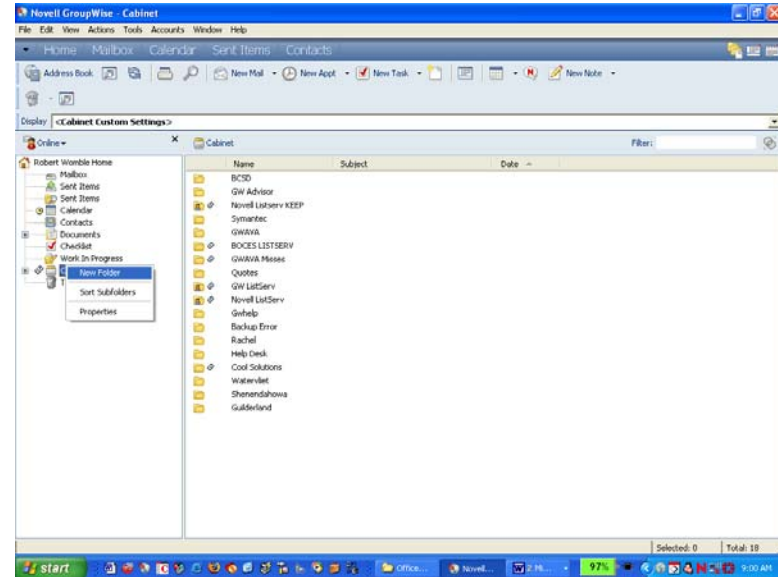 Novell GroupWise - Cabinet
File Edit View Actions Tools Accounts Window Help
Home Mailbox Calendar Sent Items Contacts
Address Book New Mail New Appt New Task New Note
Display <Cabinet Custom Settings>
Online Cabinet Filter:
Robert Womble Home
Mailbox
Sent Items
Sent Items
Calendar
Contacts
Documents
Checklist
Work In Progress
C
T
New Folder
Sort Subfolders
Properties
Name Subject Date
BCSD
GW Advisor
Novell Listserv KEEP
Symantec
GWAVA
BOCES LISTSERV
GWAVA Misses
Quotes
GW ListServ
Novell ListServ
Gwhelp
Backup Error
Rachel
Help Desk
Cool Solutions
Watervliet
Shenendahowa
Guilderland
Selected: 0 Total: 18
start Office... Novell... 97% 9:00 AM